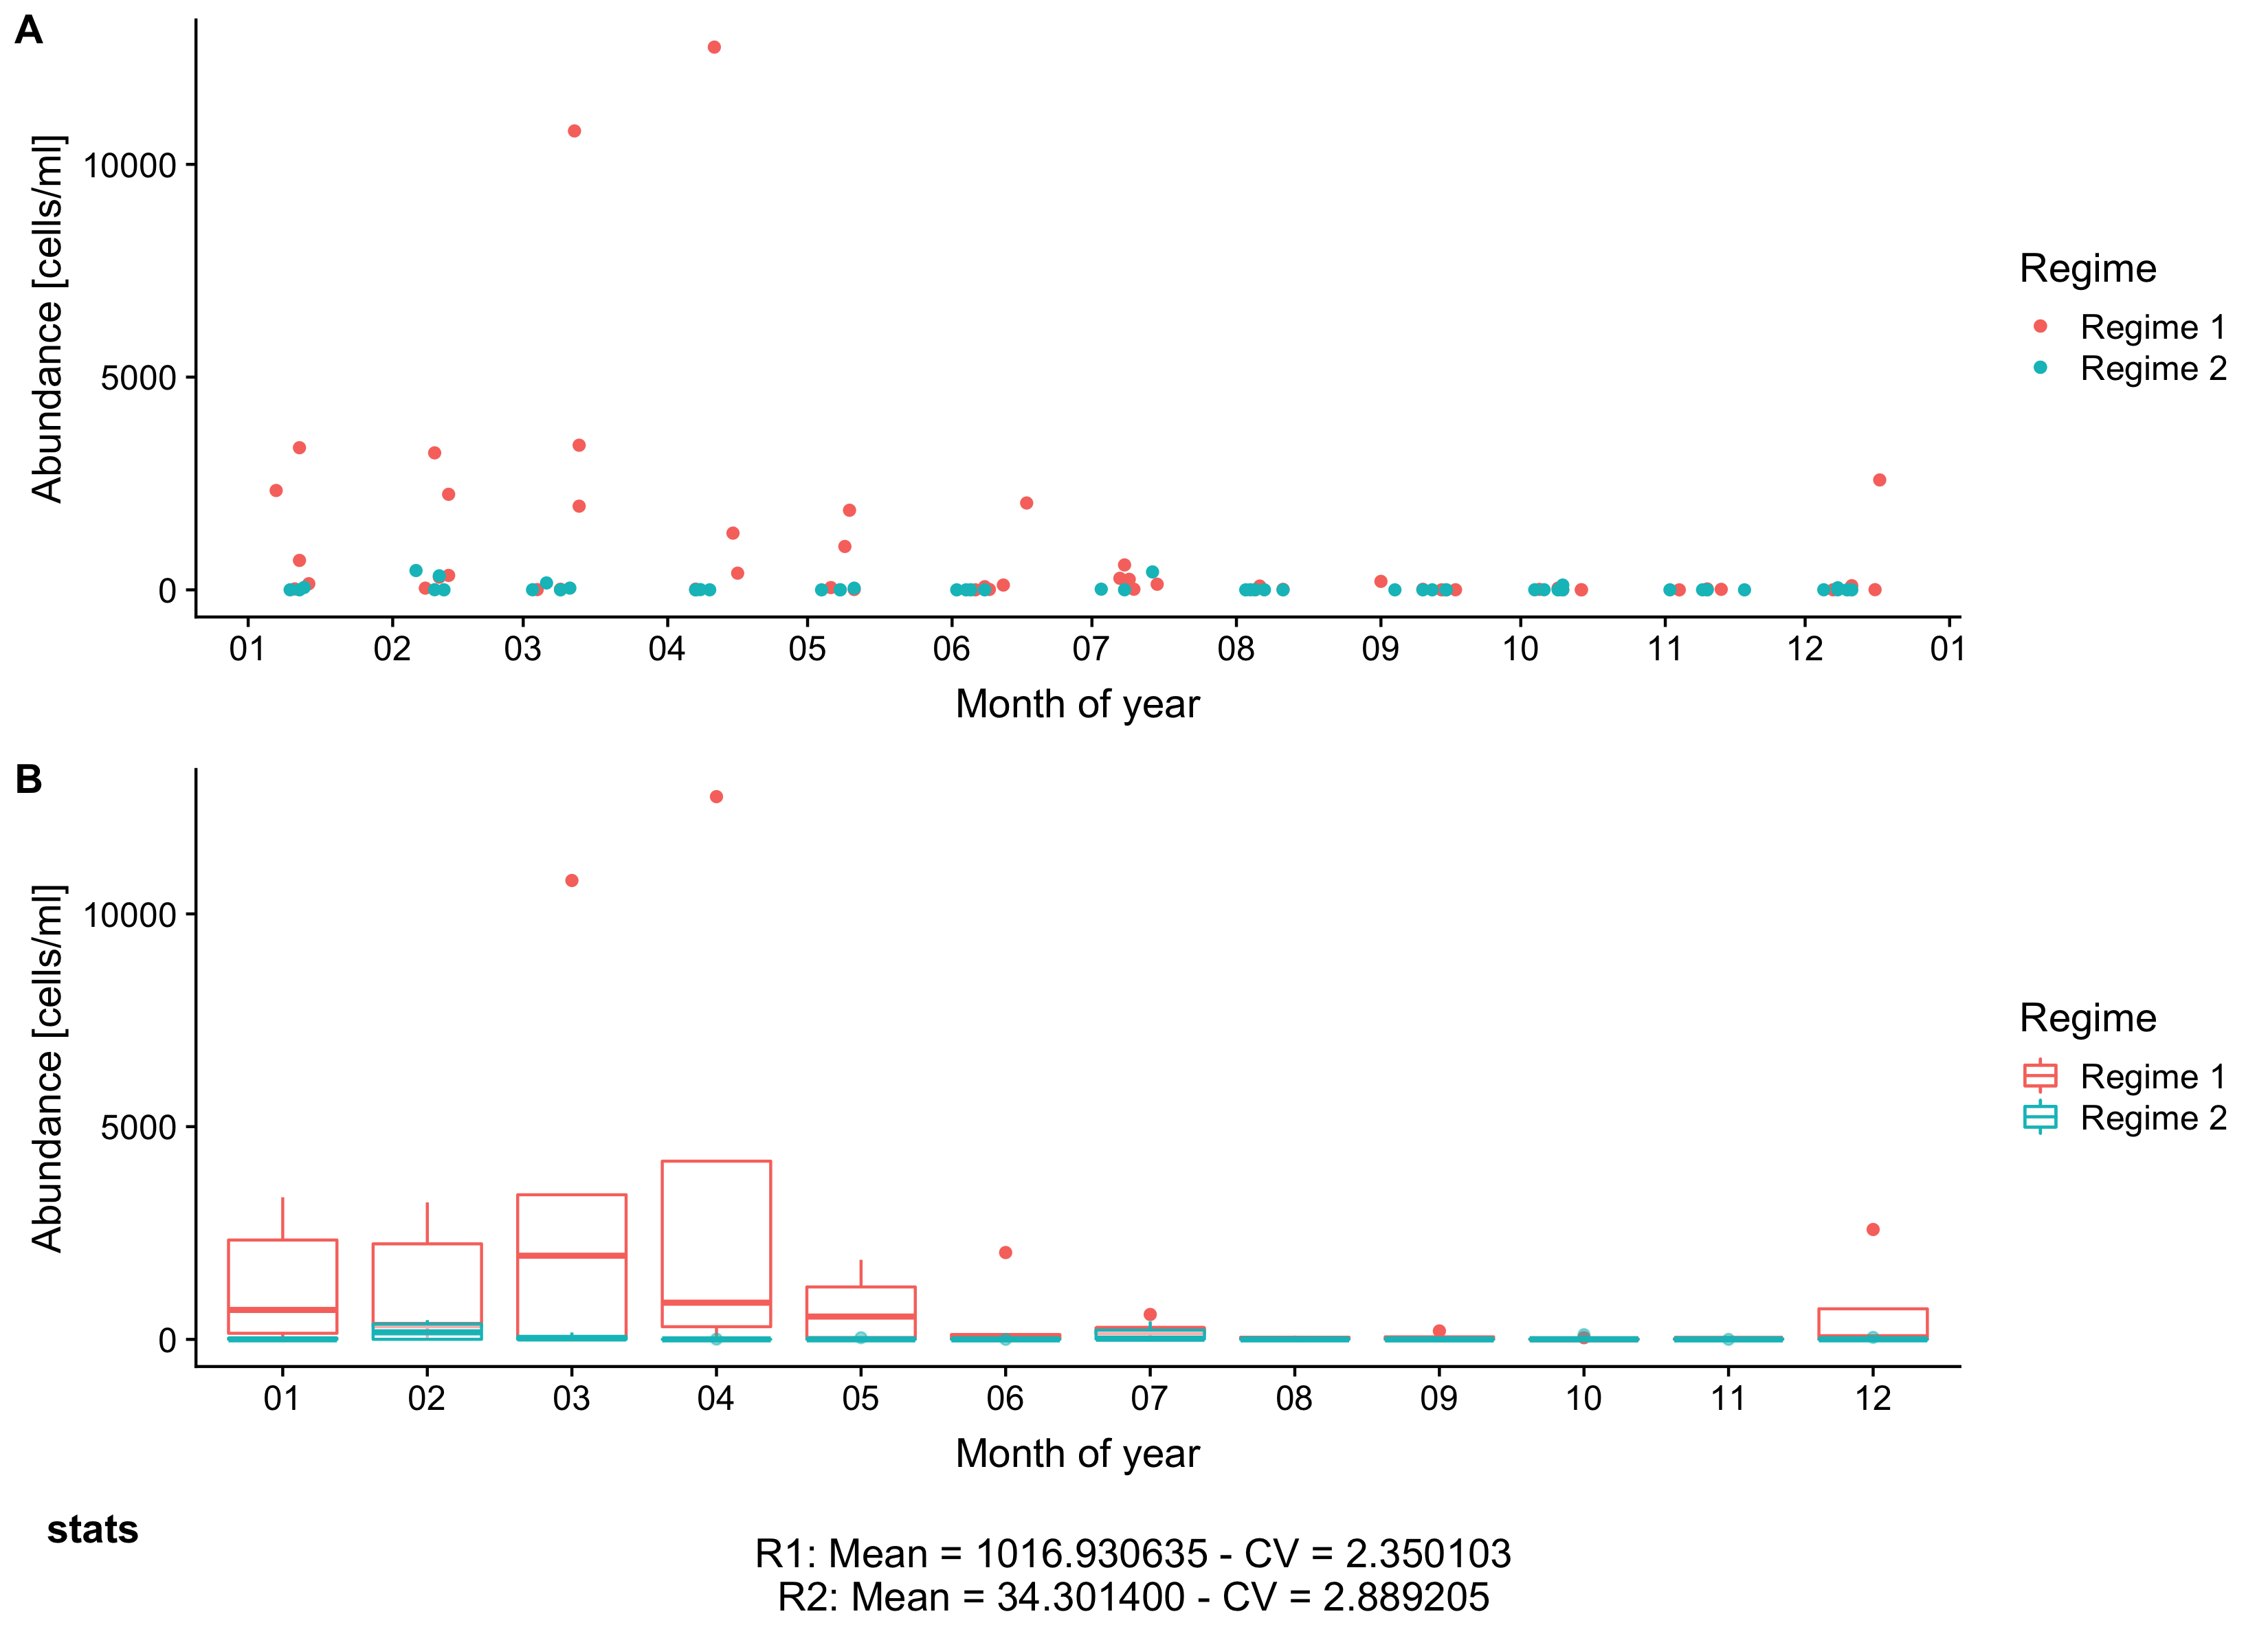 A
Abundance [cells/ml]
10000
5000
0
01 02 03 04 05 06 07 08 09 10 11 12 01
Month of year
Regime
Regime 1
Regime 2
B
Abundance [cells/ml]
10000
5000
0
01 02 03 04 05 06 07 08 09 10 11 12
Month of year
Regime
Regime 1
Regime 2
stats
R1: Mean = 1016.930635 - CV = 2.350103
R2: Mean = 34.301400 - CV = 2.889205